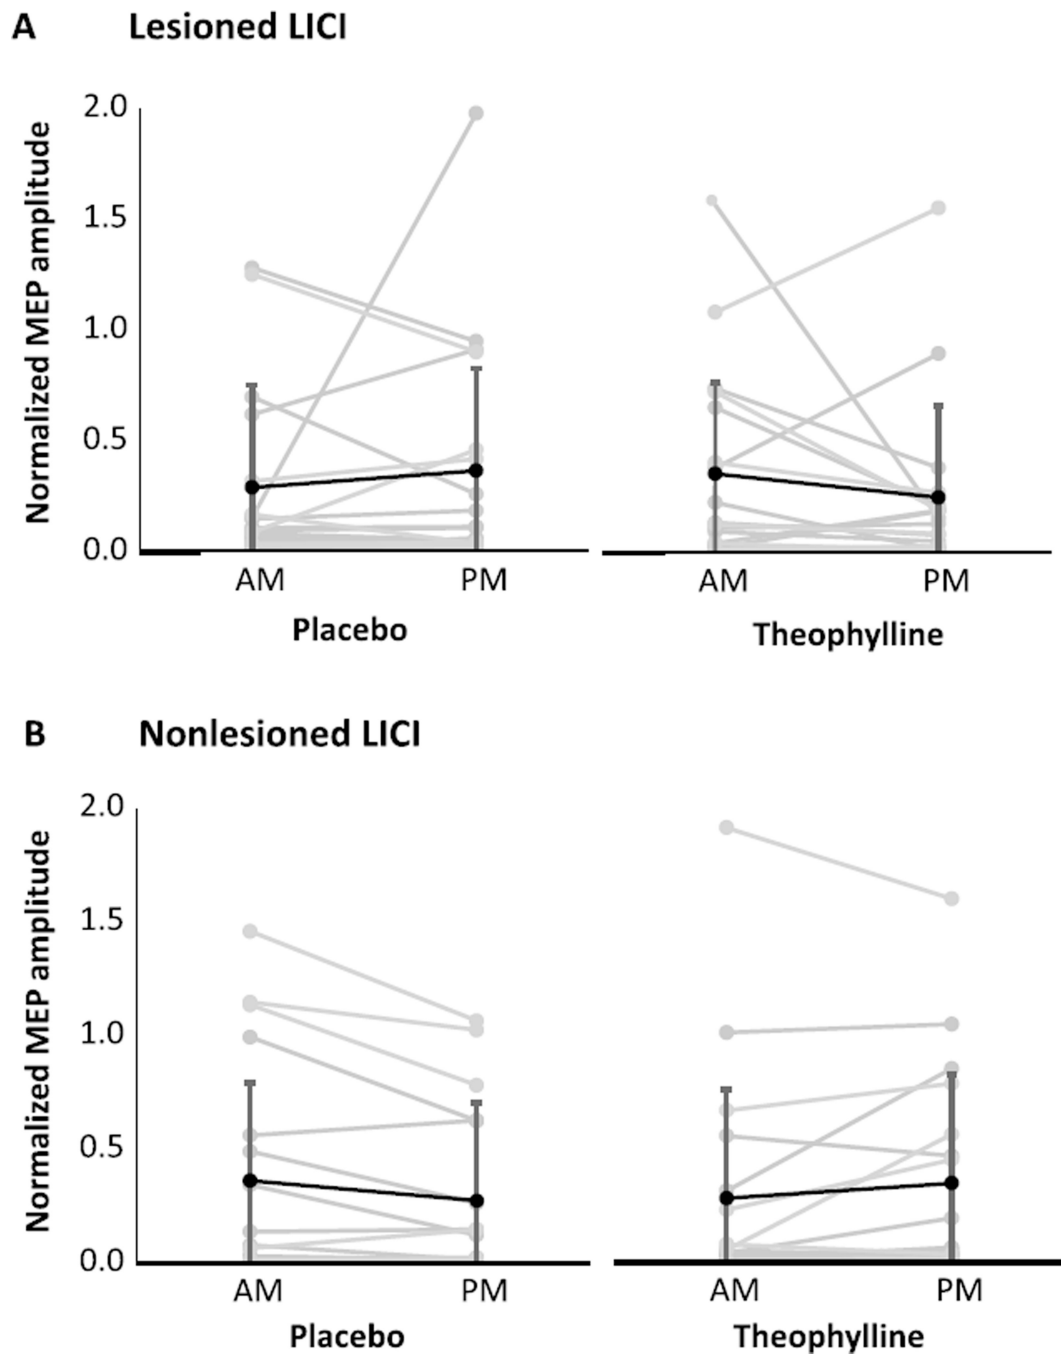 A Lesioned LICI
Normalized MEP amplitude
2.0
1.5
1.0
0.5
0.0
AM PM AM PM
Placebo Theophylline
B Nonlesioned LICI
Normalized MEP amplitude
2.0
1.5
1.0
0.5
0.0
AM PM AM PM
Placebo Theophylline